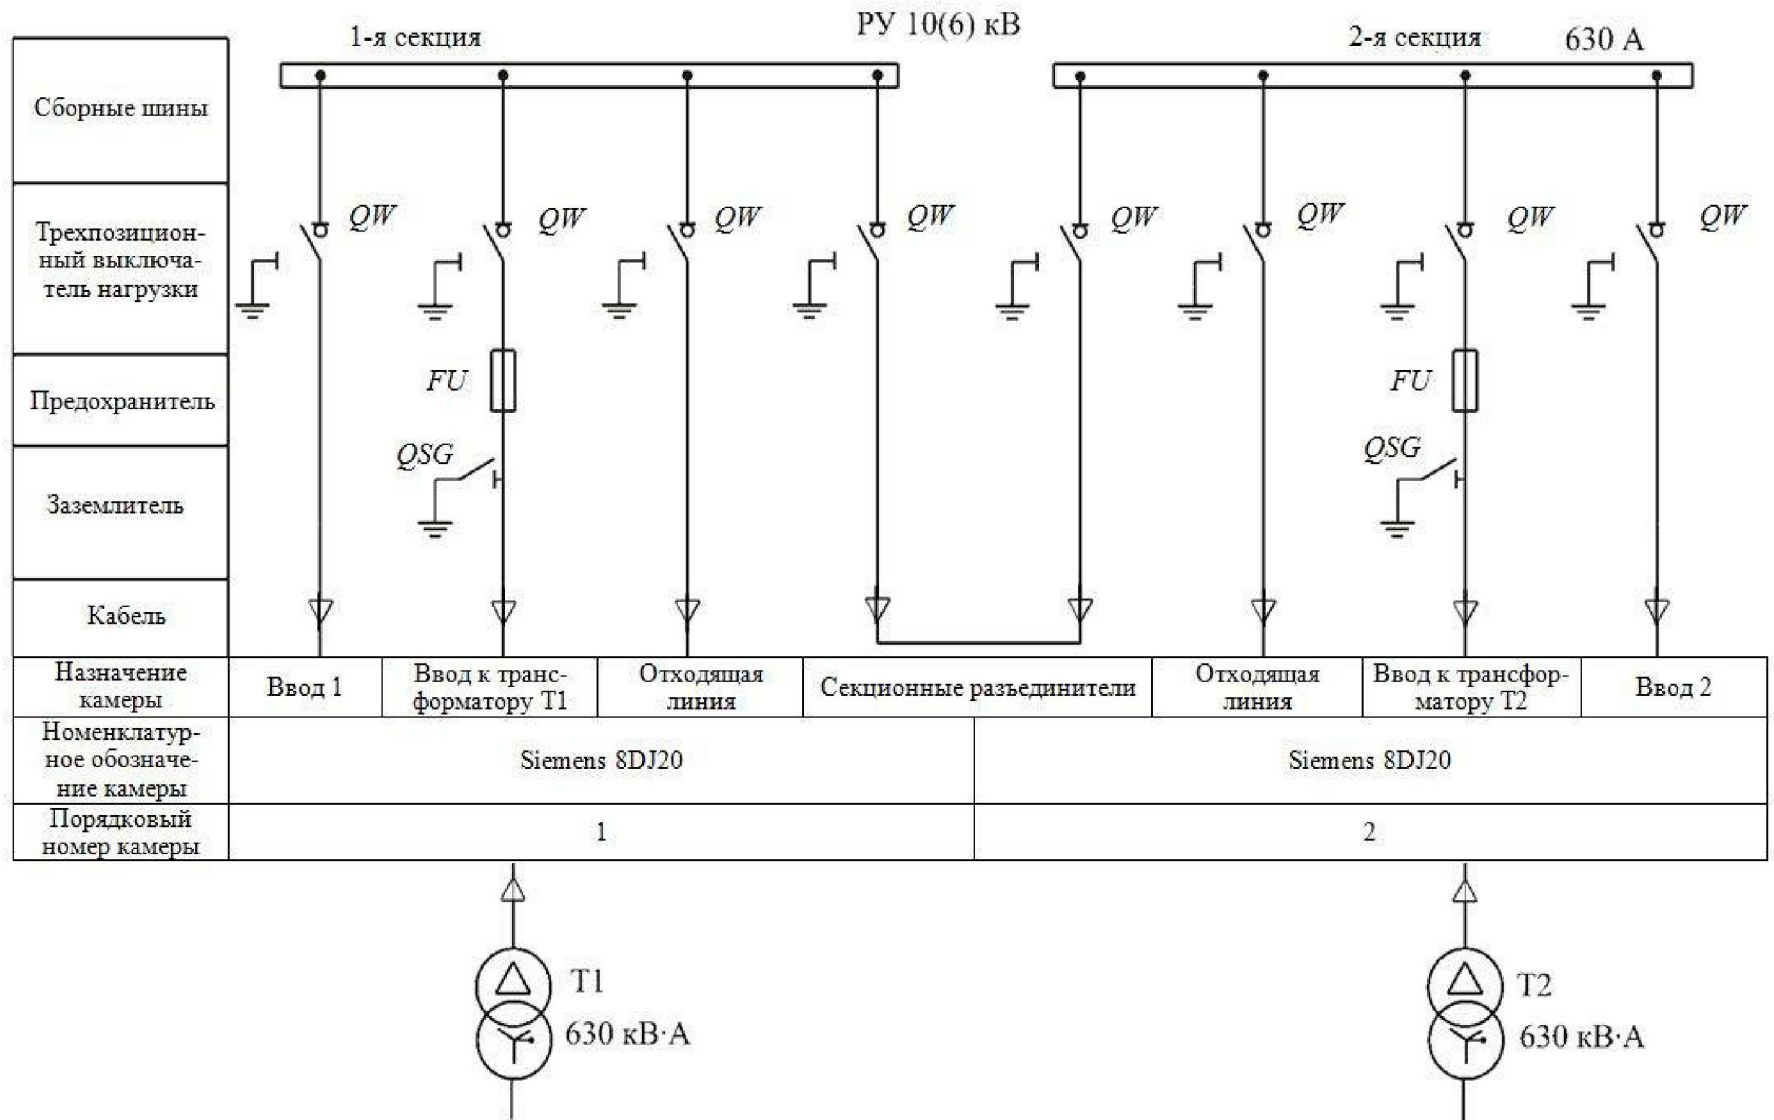 РУ 10(6) кВ
1-я секция
2-я секция
630 А
Сборные шины
Трехпозицион-
ный выключа-
тель нагрузки
QW
QW
QW
QW
QW
QW
QW
QW
Предохранитель
FU
FU
Заземлитель
QSG
QSG
Кабель
Назначение
камеры
Ввод 1
Ввод к транс-
форматору Т1
Отходящая
линия
Секционные разъединители
Отходящая
линия
Ввод к трансфор-
матору Т2
Ввод 2
Номенклатур-
ное обозначе-
ние камеры
Siemens 8DJ20
Siemens 8DJ20
Порядковый
номер камеры
1
2
Т1
630 кВ·А
Т2
630 кВ·А